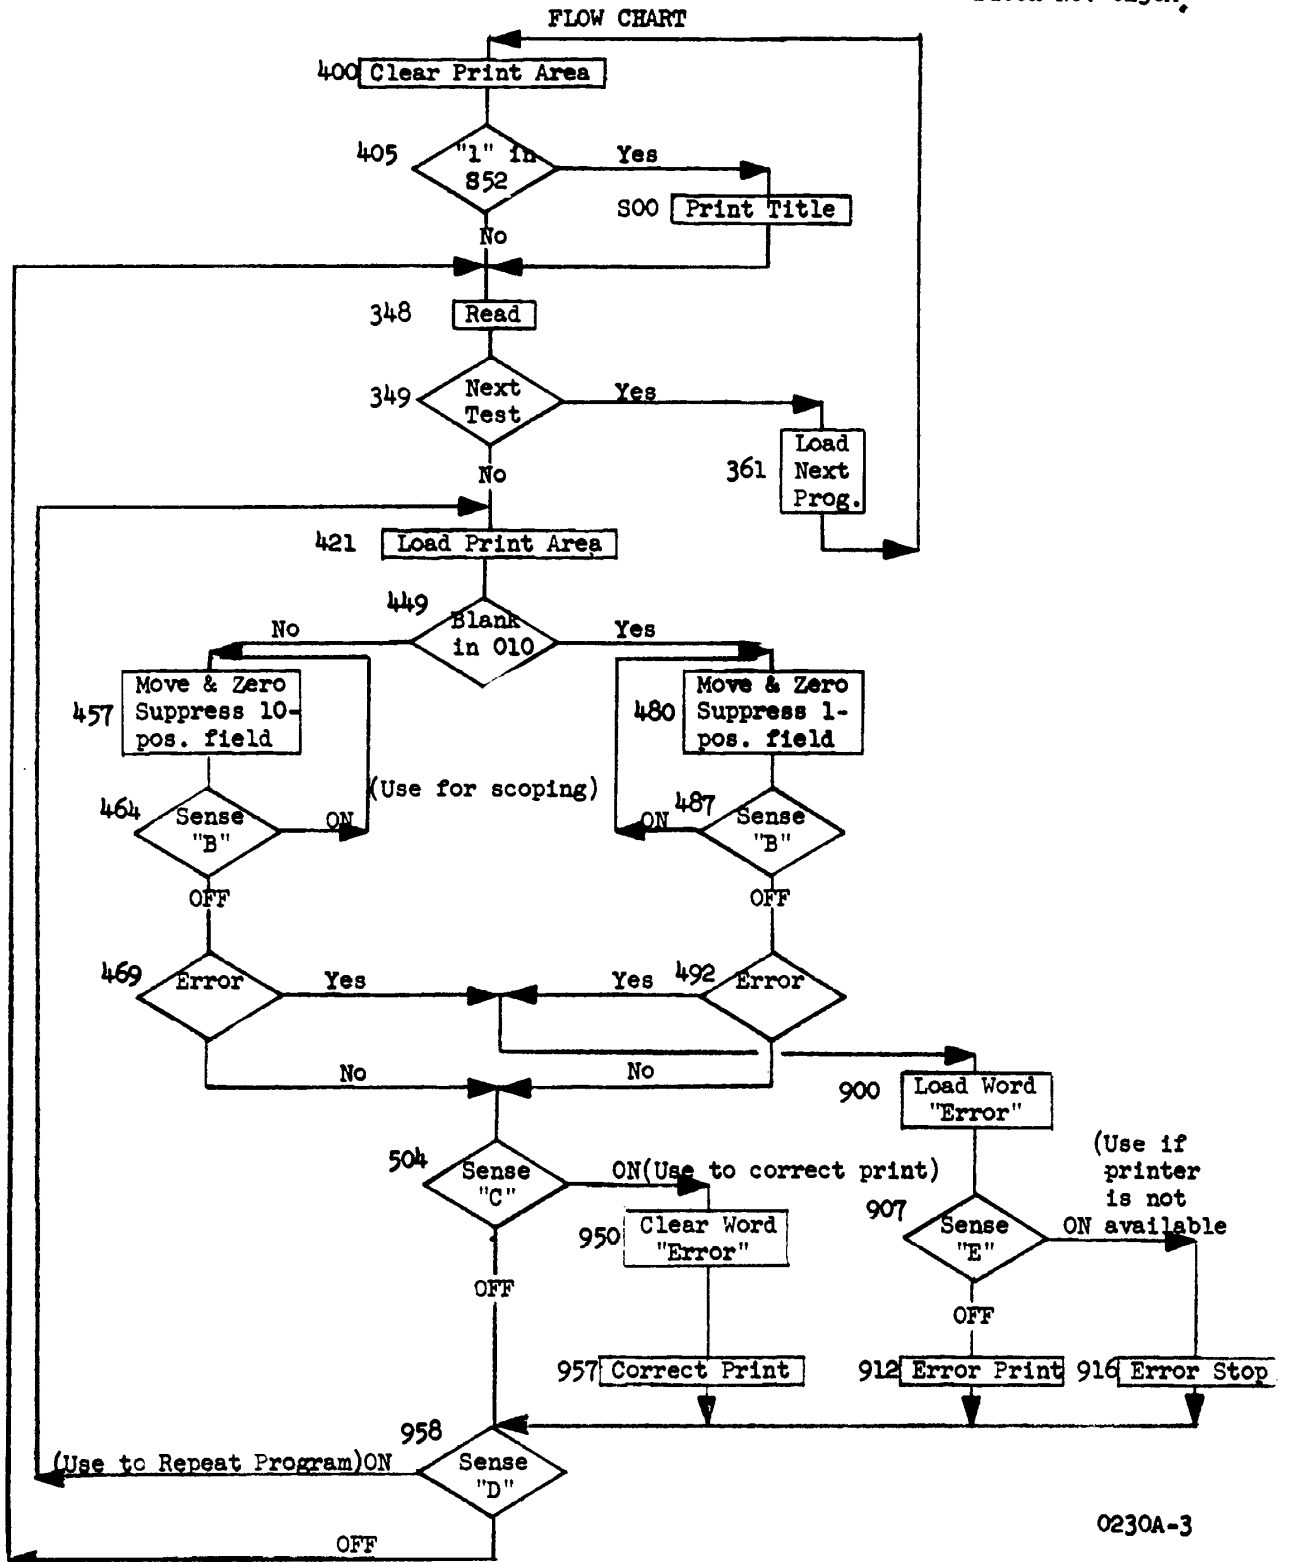 FLOW CHART
400 Clear Print Area
405
"1" in
852
Yes
S00 Print Title
No
348 Read
349
Next
Test
Yes
361
Load
Next
Prog.
No
421 Load Print Area
449
Blank
in 010
No
Yes
457
Move & Zero
Suppress 10-
pos. field
480
Move & Zero
Suppress 1-
pos. field
(Use for scoping)
464
Sense
"B"
ON
487
Sense
"B"
ON
OFF
OFF
469
Error
Yes
Yes
492
Error
No
No
900
Load Word
"Error"
504
Sense
"C"
ON(Use to correct print)
950
Clear Word
"Error"
907
Sense
"E"
(Use if
printer
is not
ON available
OFF
OFF
957 Correct Print
912 Error Print
916 Error Stop
958
Sense
"D"
(Use to Repeat Program)ON
OFF
0230A-3